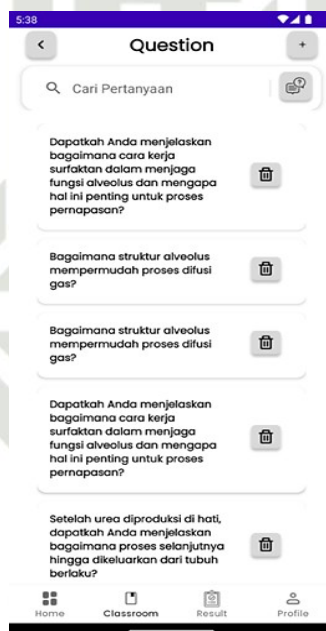 5:38
Question
Cari Pertanyaan
Dapatkah Anda menjelaskan
bagaimana cara kerja
surfaktan dalam menjaga
fungsi alveolus dan mengapa
hal ini penting untuk proses
pernapasan?
Bagaimana struktur alveolus
mempermudah proses difusi
gas?
Bagaimana struktur alveolus
mempermudah proses difusi
gas?
Dapatkah Anda menjelaskan
bagaimana cara kerja
surfaktan dalam menjaga
fungsi alveolus dan mengapa
hal ini penting untuk proses
pernapasan?
Setelah urea diproduksi di hati,
dapatkah Anda menjelaskan
bagaimana proses selanjutnya
hingga dikeluarkan dari tubuh
berlaku?
Home Classroom Result Profile